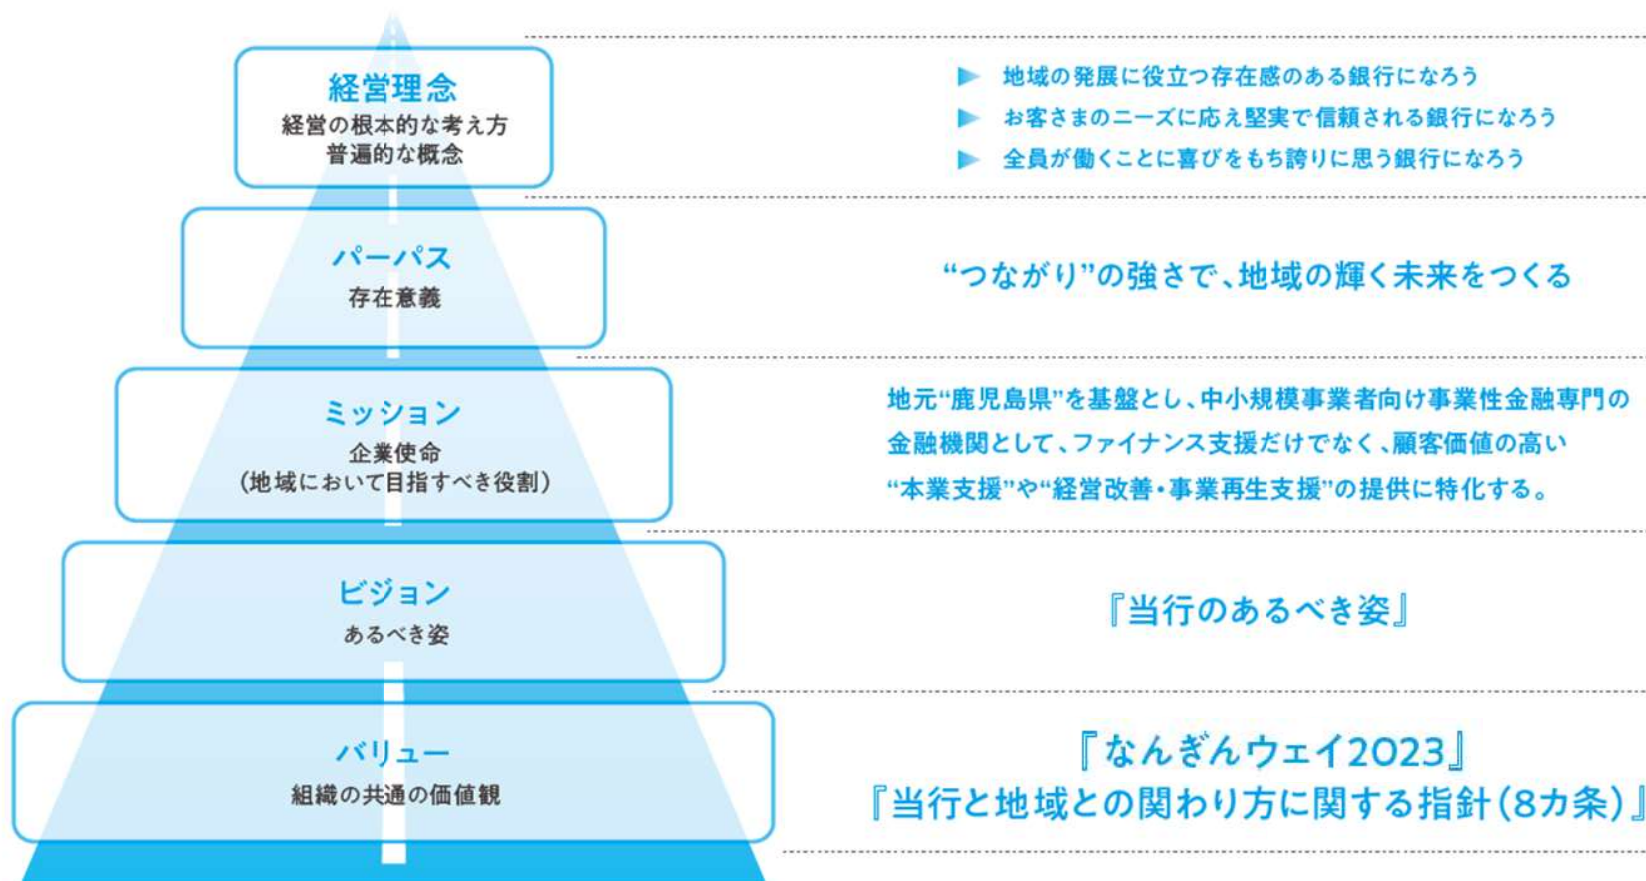 経営理念
経営の根本的な考え方
普遍的な概念
▶ 地域の発展に役立つ存在感のある銀行になろう
▶ お客さまのニーズに応え堅実で信頼される銀行になろう
▶ 全員が働くことに喜びをもち誇りに思う銀行になろう
パーパス
存在意義
“つながり”の強さで、地域の輝く未来をつくる
ミッション
企業使命
(地域において目指すべき役割)
地元“鹿児島県”を基盤とし、中小規模事業者向け事業性金融専門の
金融機関として、ファイナンス支援だけでなく、顧客価値の高い
“本業支援”や“経営改善・事業再生支援”の提供に特化する。
ビジョン
あるべき姿
『当行のあるべき姿』
バリュー
組織の共通の価値観
『なんぎんウェイ2023』
『当行と地域との関わり方に関する指針(8カ条)』